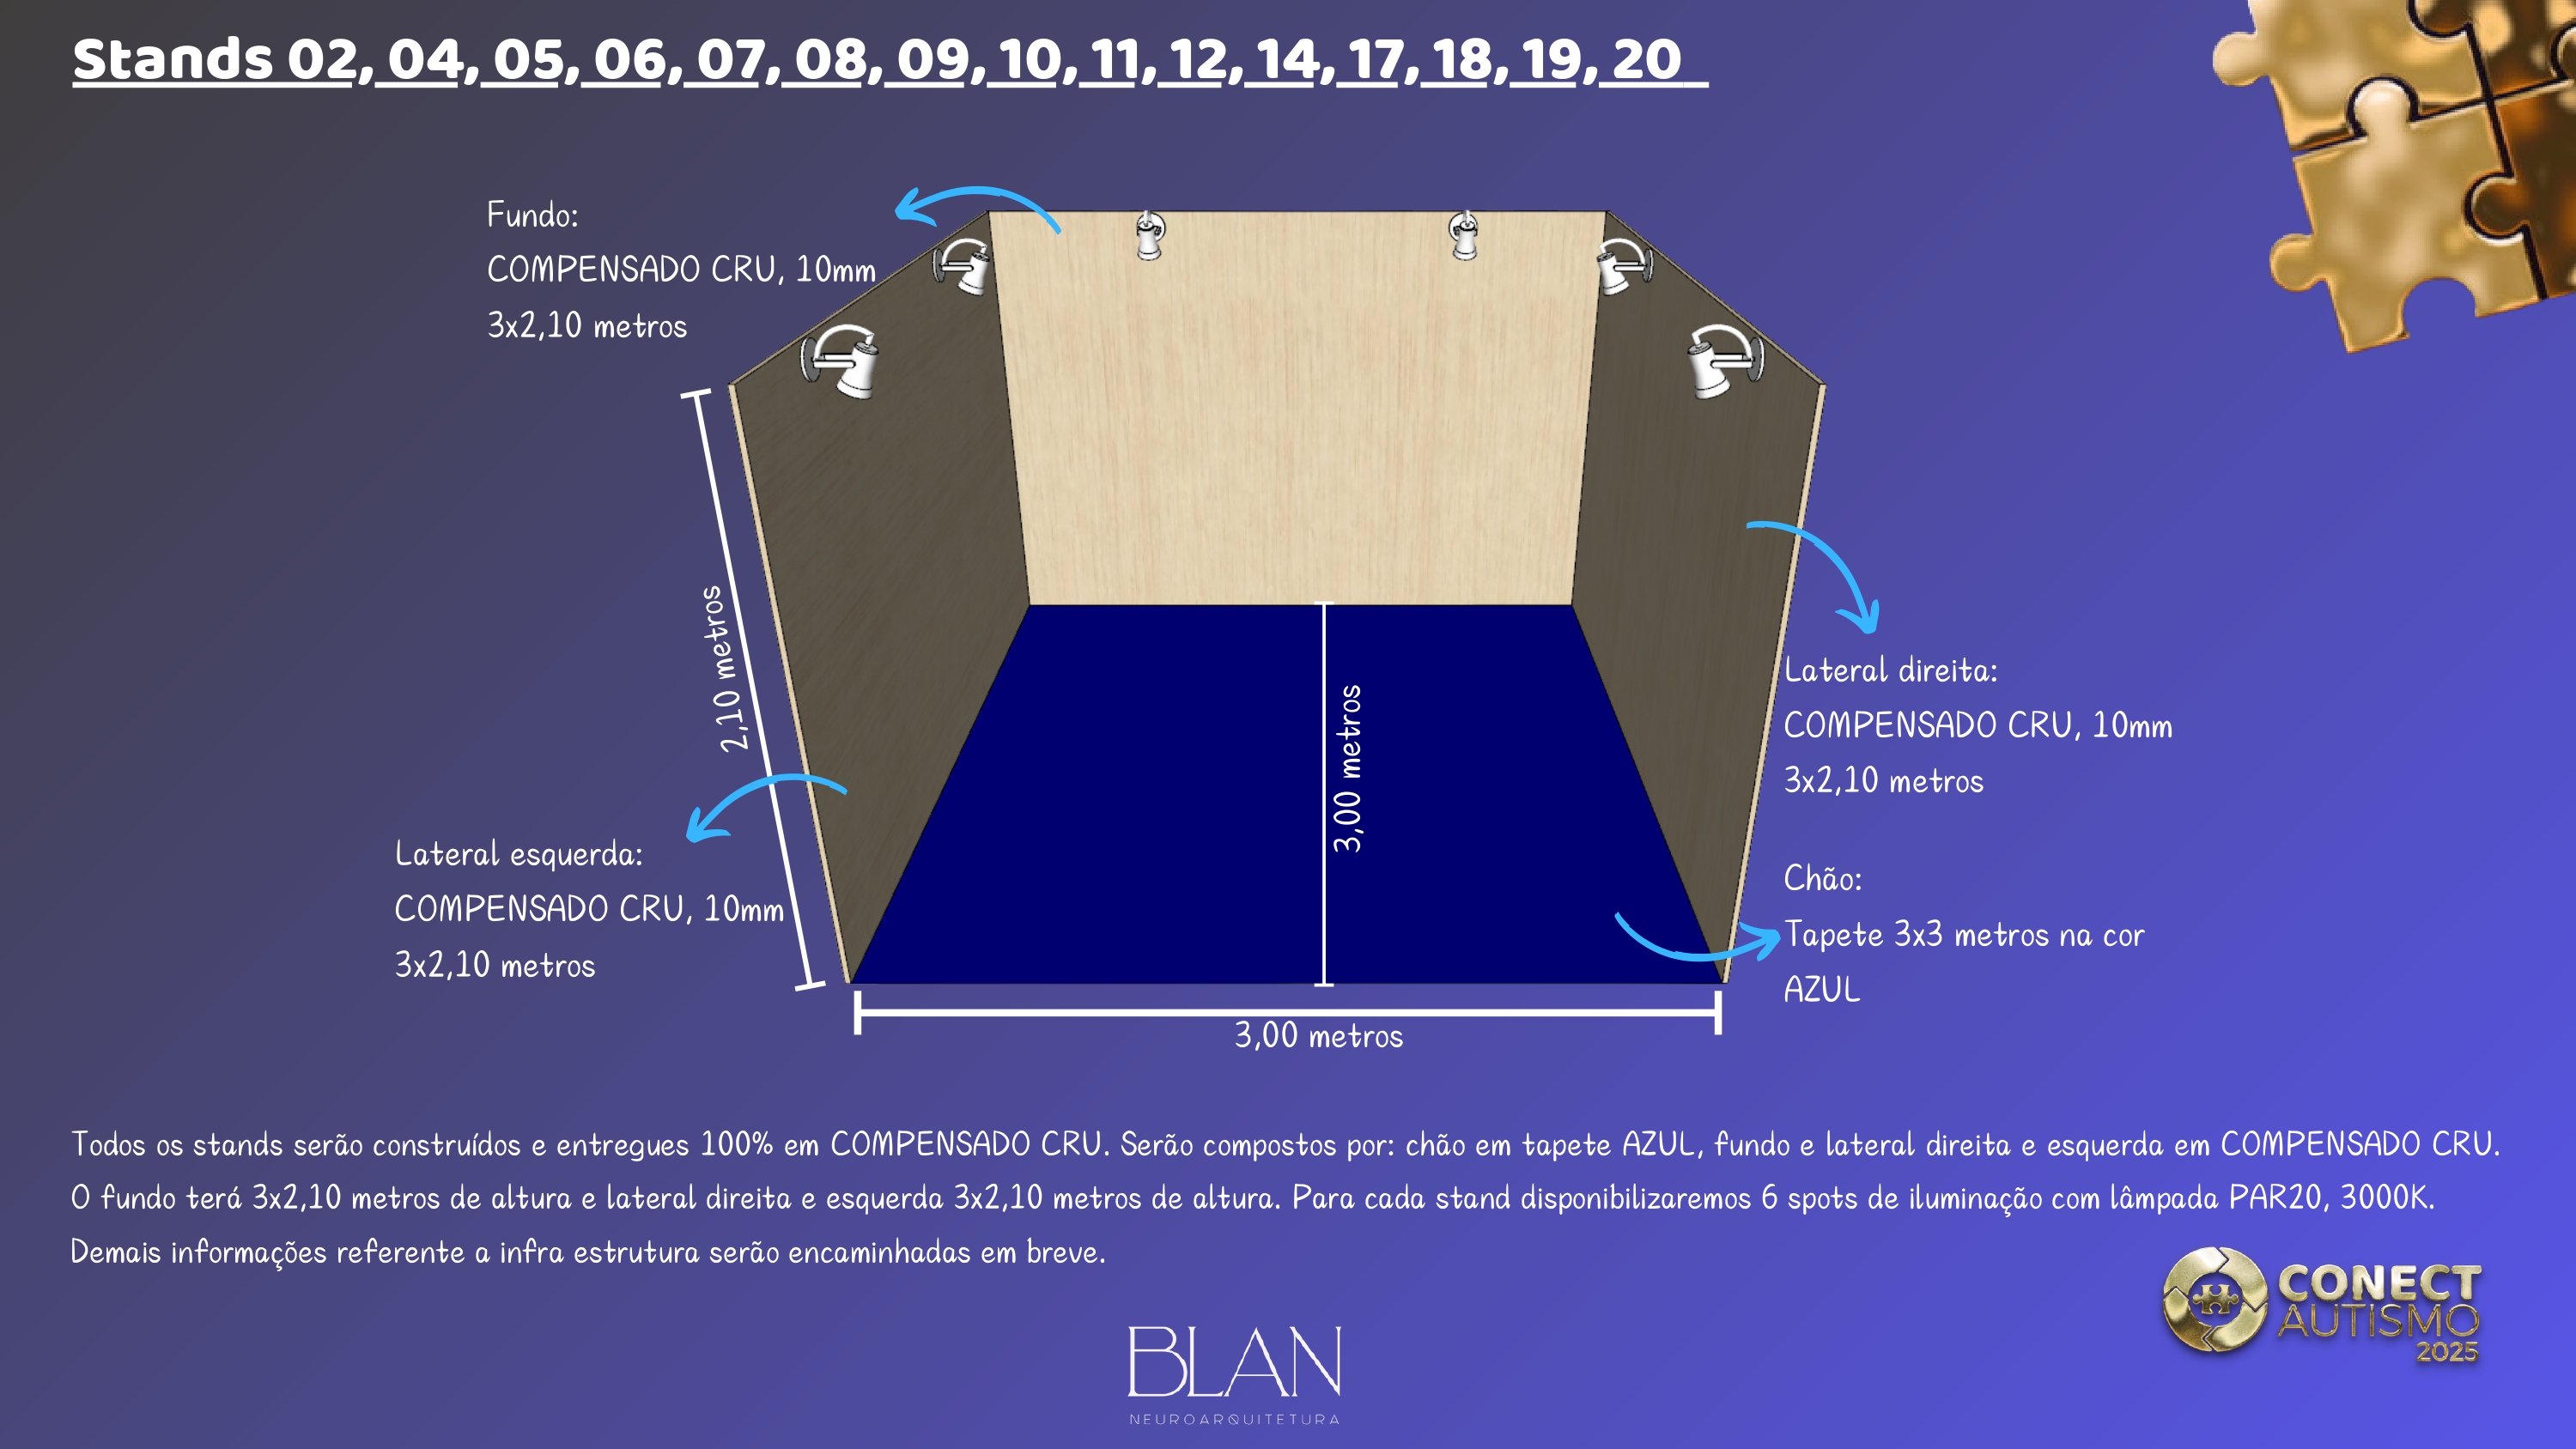 Stands 02, 04, 05, 06, 07, 08, 09, 10, 11, 12, 14, 17, 18, 19, 20
Fundo:
COMPENSADO CRU, 10mm
3x2,10 metros
2,10 metros
3,00 metros
Lateral direita:
COMPENSADO CRU, 10mm
3x2,10 metros
Lateral esquerda:
COMPENSADO CRU, 10mm
3x2,10 metros
Chão:
Tapete 3x3 metros na cor
AZUL
3,00 metros
Todos os stands serão construídos e entregues 100% em COMPENSADO CRU. Serão compostos por: chão em tapete AZUL, fundo e lateral direita e esquerda em COMPENSADO CRU.
O fundo terá 3x2,10 metros de altura e lateral direita e esquerda 3x2,10 metros de altura. Para cada stand disponibilizaremos 6 spots de iluminação com lâmpada PAR20, 3000K.
Demais informações referente a infra estrutura serão encaminhadas em breve.
CONECT
AUTISMO
2025
BLAN
NEUROARQUITETURA